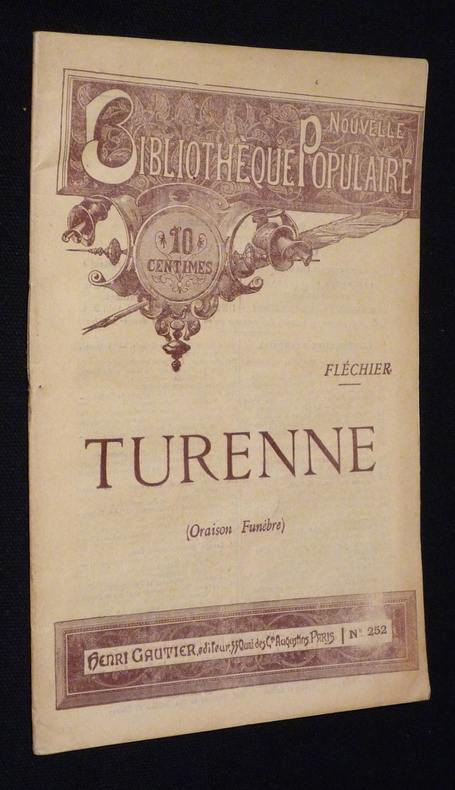 NOUVELLE
BIBLIOTHÈQUE POPULAIRE
10
CENTIMES
FLÉCHIER
TURENNE
(Oraison Funèbre)
HENRI GAUTIER, éditeur, 55 Quai des Gds Augustins PARIS | No 252